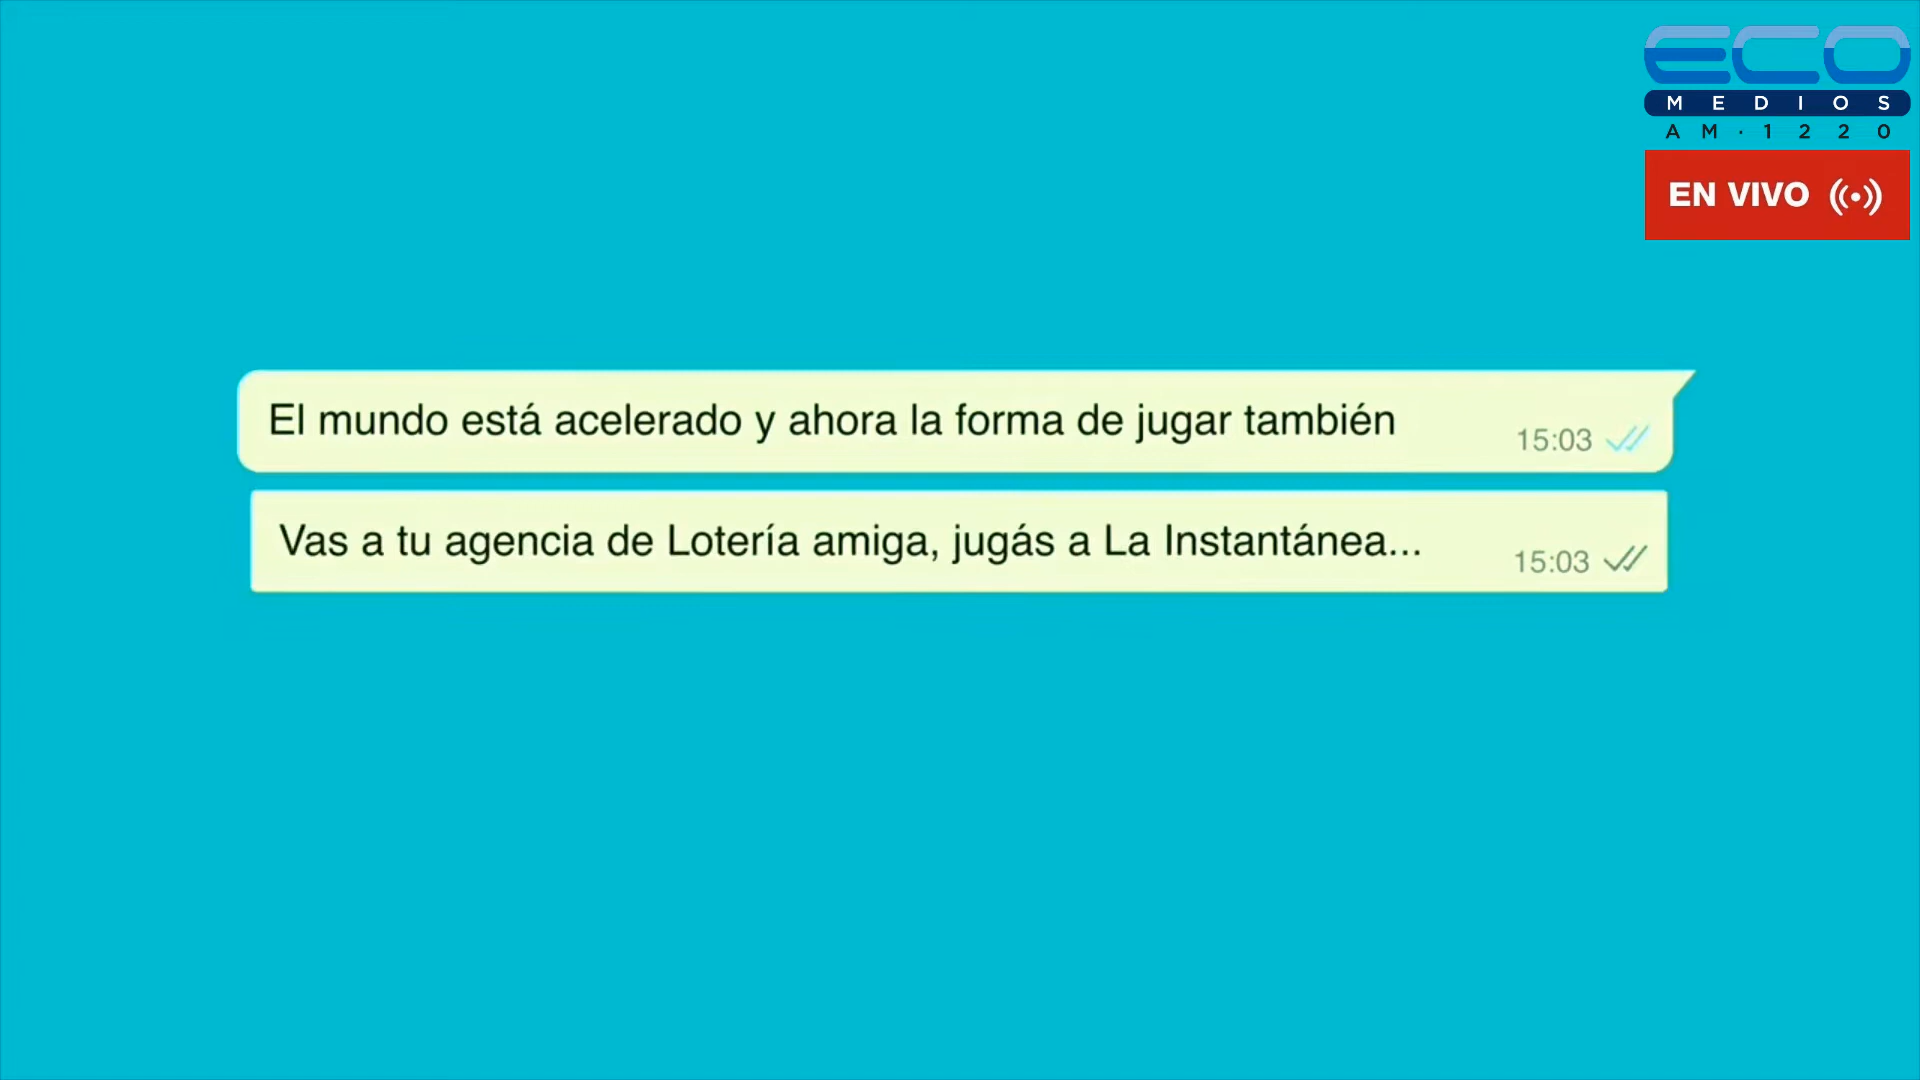 ECO
MEDIOS
AM·1220
EN VIVO
El mundo está acelerado y ahora la forma de jugar también
15:03
Vas a tu agencia de Lotería amiga, jugás a La Instantánea...
15:03